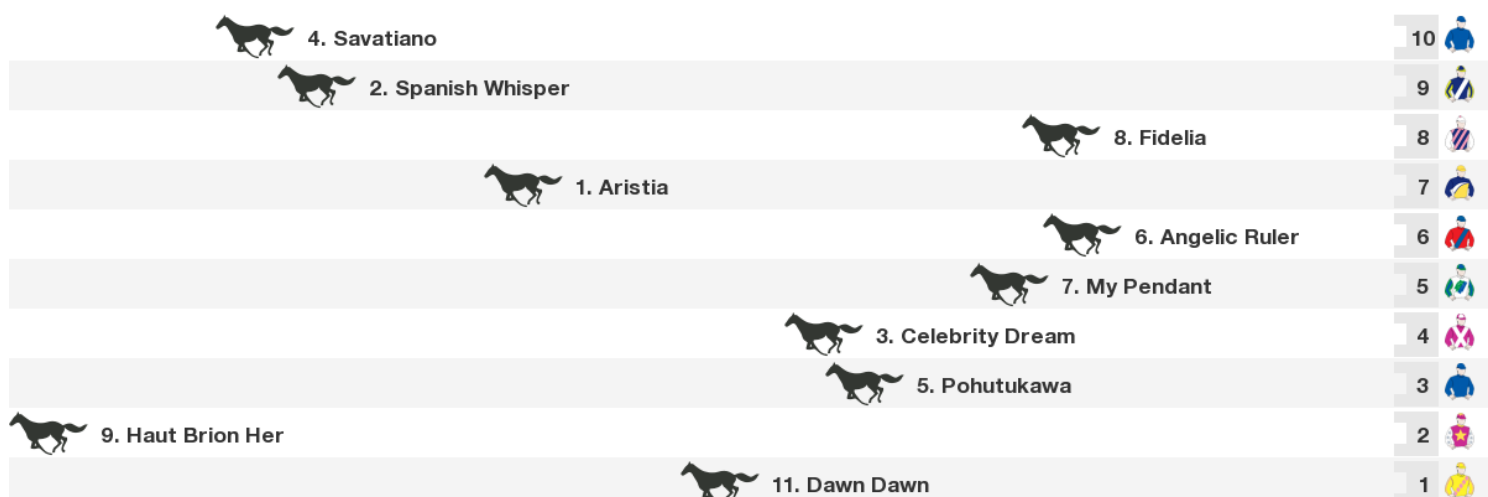 4. Savatiano 10
2. Spanish Whisper 9
8. Fidelia 8
1. Aristia 7
6. Angelic Ruler 6
7. My Pendant 5
3. Celebrity Dream 4
5. Pohutukawa 3
9. Haut Brion Her 2
11. Dawn Dawn 1